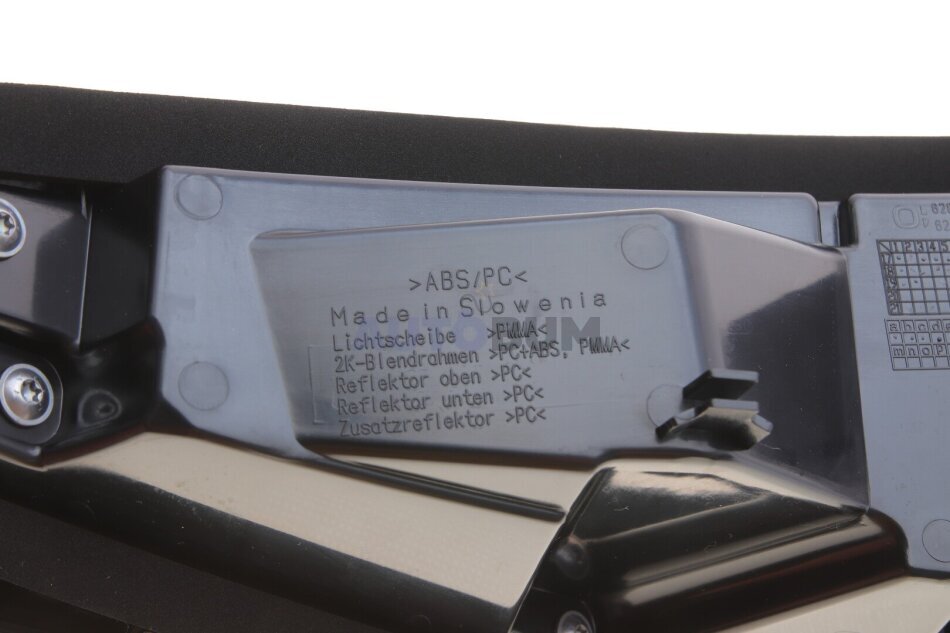 >ABS/PC<
Made in Slowenia
Lichtscheibe >PMMA<
2K-Blendrahmen >PC+ABS, PMMA<
Reflektor oben >PC<
Reflektor unten >PC<
Zusatzreflektor >PC<